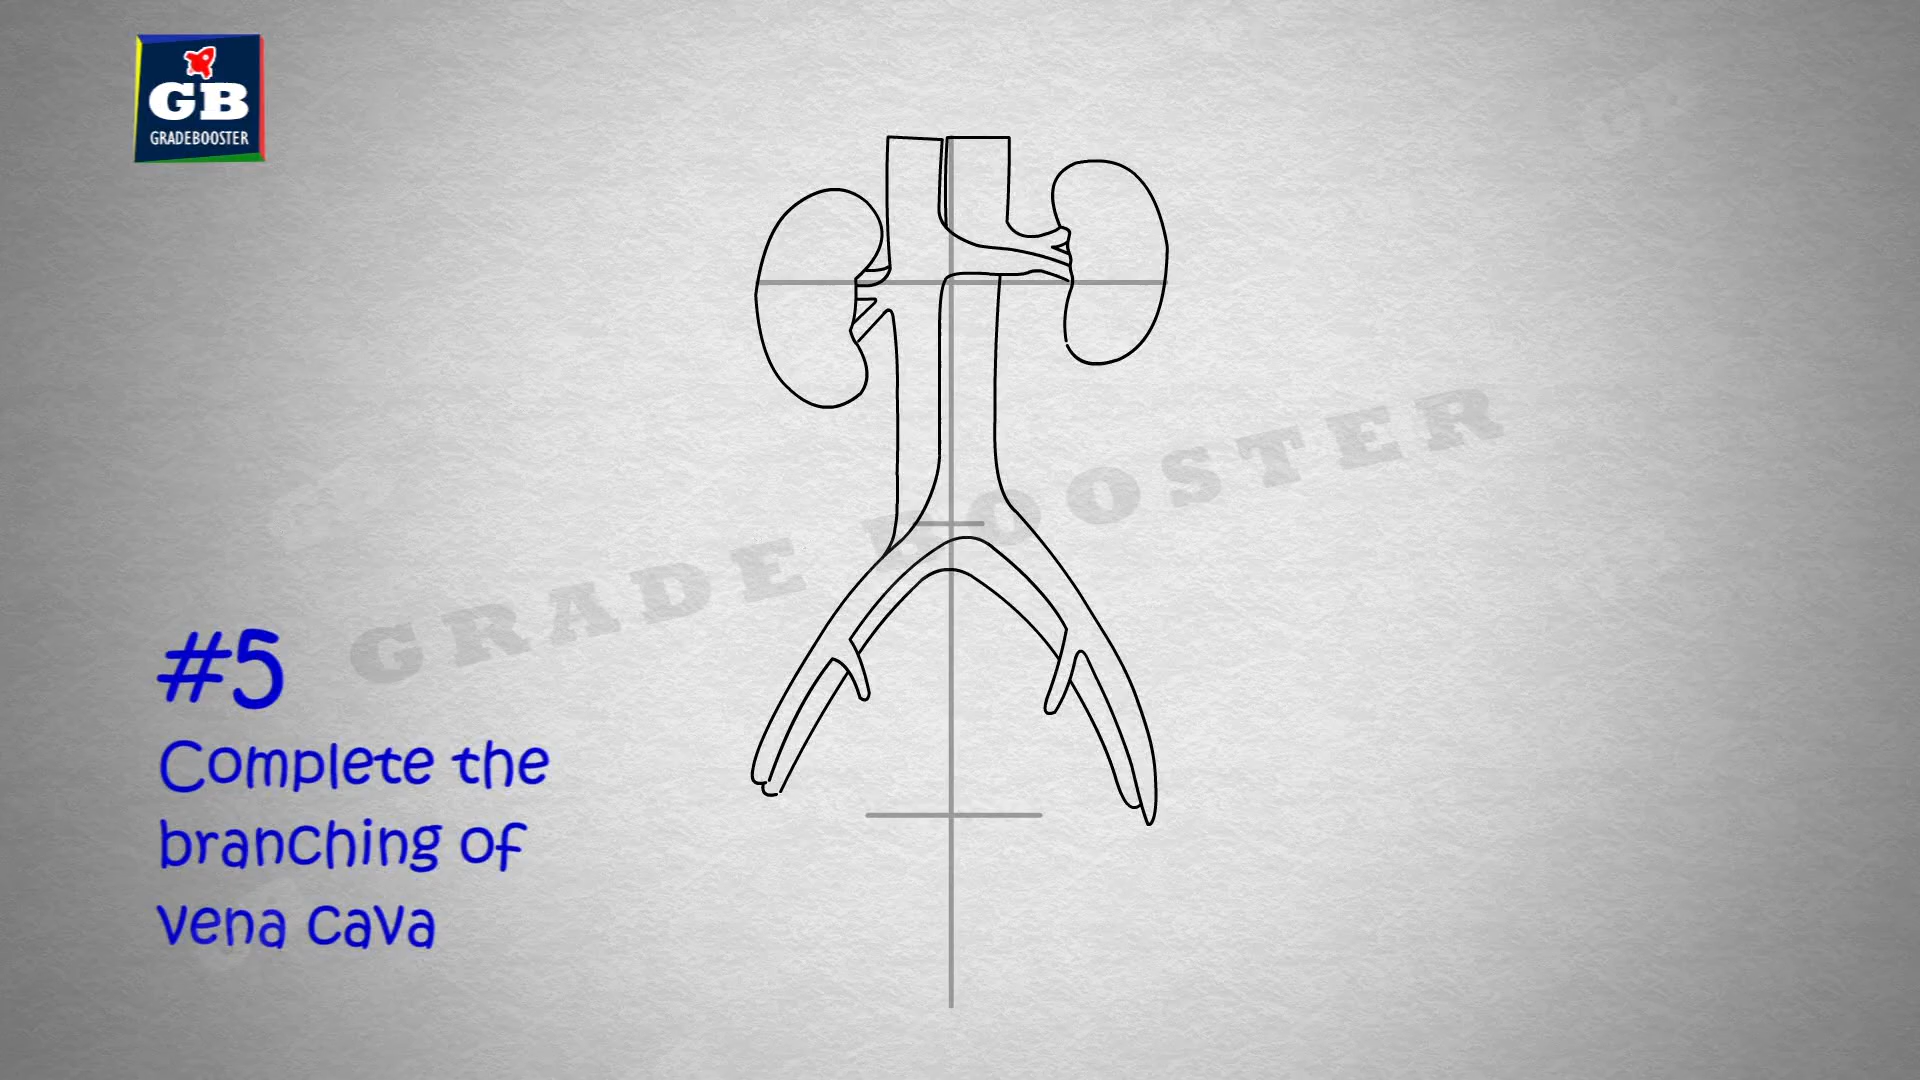 GB
GRADEBOOSTER
GRADE BOOSTER
#5
Complete the
branching of
vena cava